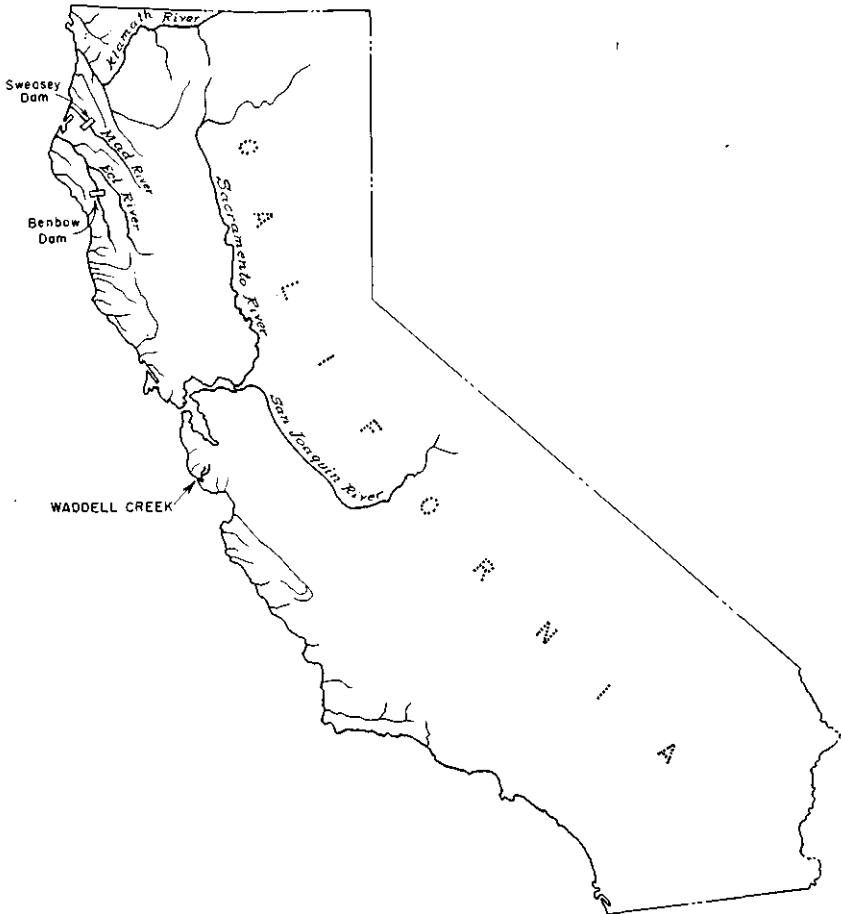 Klamath River
Sweasey
Dam
Mad River
Eel River
Benbow
Dam
Sacramento River
CALIFORNIA
San Joaquin River
WADDELL CREEK